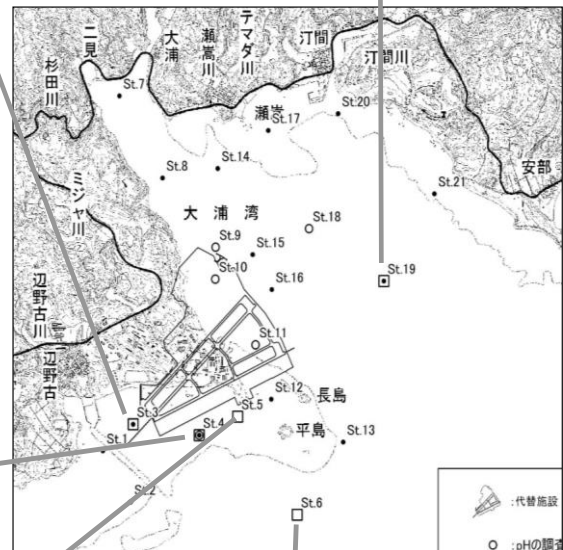 二見
大浦
瀬嵩川
テマダ川
汀間
汀間川
杉田川
St.7
瀬嵩
St.17
St.20
安部
St.8
St.14
St.21
ミジャ川
大浦湾
St.18
St.9
St.15
St.10
St.16
St.19
辺野古川
辺野古
St.11
St.12
長島
St.3
St.5
St.4
平島
St.13
St.1
St.2
St.6
:代替施設
:pHの調査